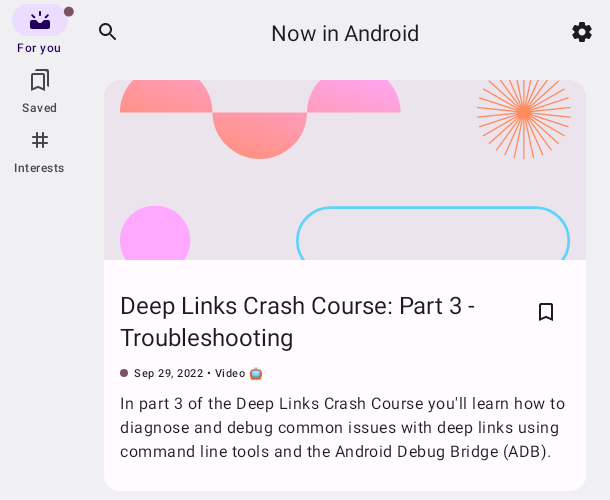 For you
Saved
Interests
Now in Android
Deep Links Crash Course: Part 3 -
Troubleshooting
Sep 29, 2022 • Video 📺
In part 3 of the Deep Links Crash Course you'll learn how to
diagnose and debug common issues with deep links using
command line tools and the Android Debug Bridge (ADB).